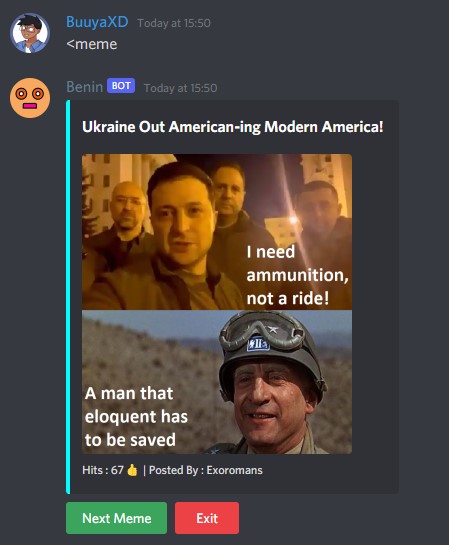 BuuyaXD Today at 15:50
<meme
Benin BOT Today at 15:50
Ukraine Out American-ing Modern America!
I need
ammunition,
not a ride!
A man that
eloquent has
to be saved
Hits : 67 👍 | Posted By : Exoromans
Next Meme Exit